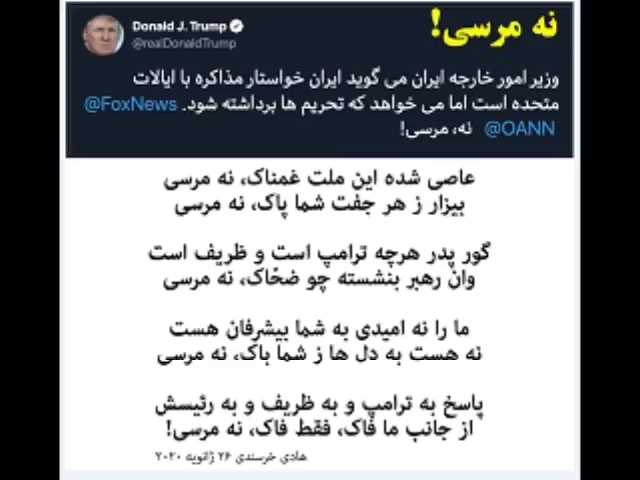 نه مرسی!
Donald J. Trump
@realDonaldTrump
وزیر امور خارجه ایران می گوید ایران خواستار مذاکره با ایالات
متحده است اما می خواهد که تحریم ها برداشته شود. @FoxNews
@OANN نه، مرسی!
عاصی شده این ملت غمناک، نه مرسی
بیزار ز هر جفت شما پاک، نه مرسی
گور پدر هرچه ترامپ است و ظریف است
وان رهبر بنشسته چو ضحّاک، نه مرسی
ما را نه امیدی به شما بیشرفان هست
نه هست به دل ها ز شما باک، نه مرسی
پاسخ به ترامپ و به ظریف و به رئیسش
از جانب ما فاک، فقط فاک، نه مرسی!
هادی خرسندی ۲۶ ژانویه ۲۰۲۰